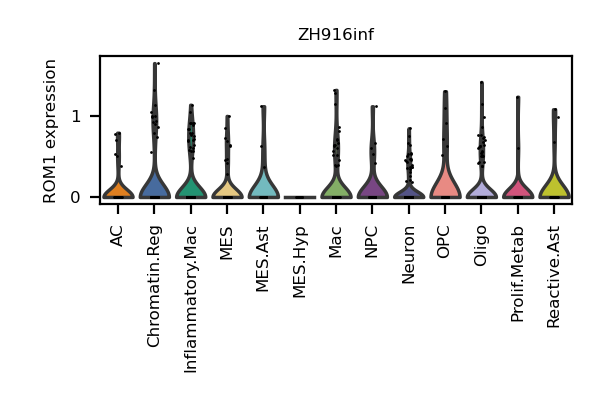 ZH916inf
ROM1 expression
1
0
AC
Chromatin.Reg
Inflammatory.Mac
MES
MES.Ast
MES.Hyp
Mac
NPC
Neuron
OPC
Oligo
Prolif.Metab
Reactive.Ast